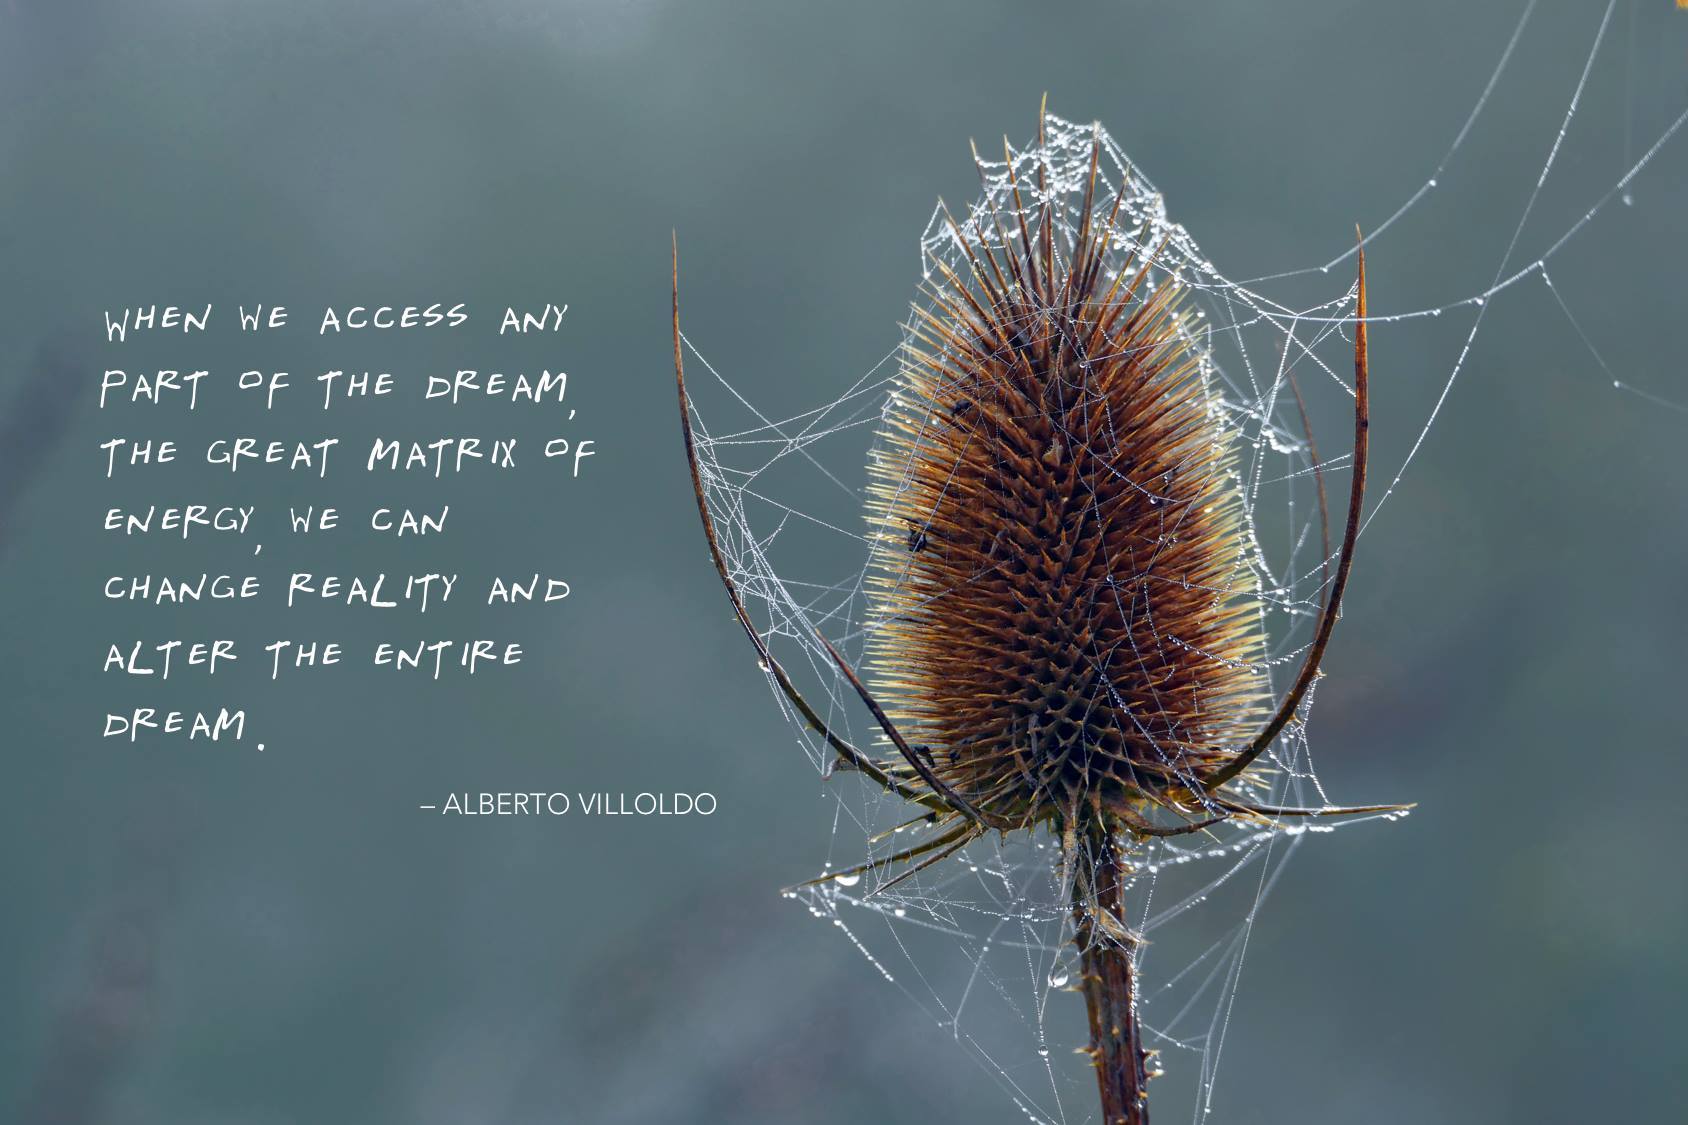 WHEN WE ACCESS ANY
PART OF THE DREAM,
THE GREAT MATRIX OF
ENERGY, WE CAN
CHANGE REALITY AND
ALTER THE ENTIRE
DREAM.
– ALBERTO VILLOLDO